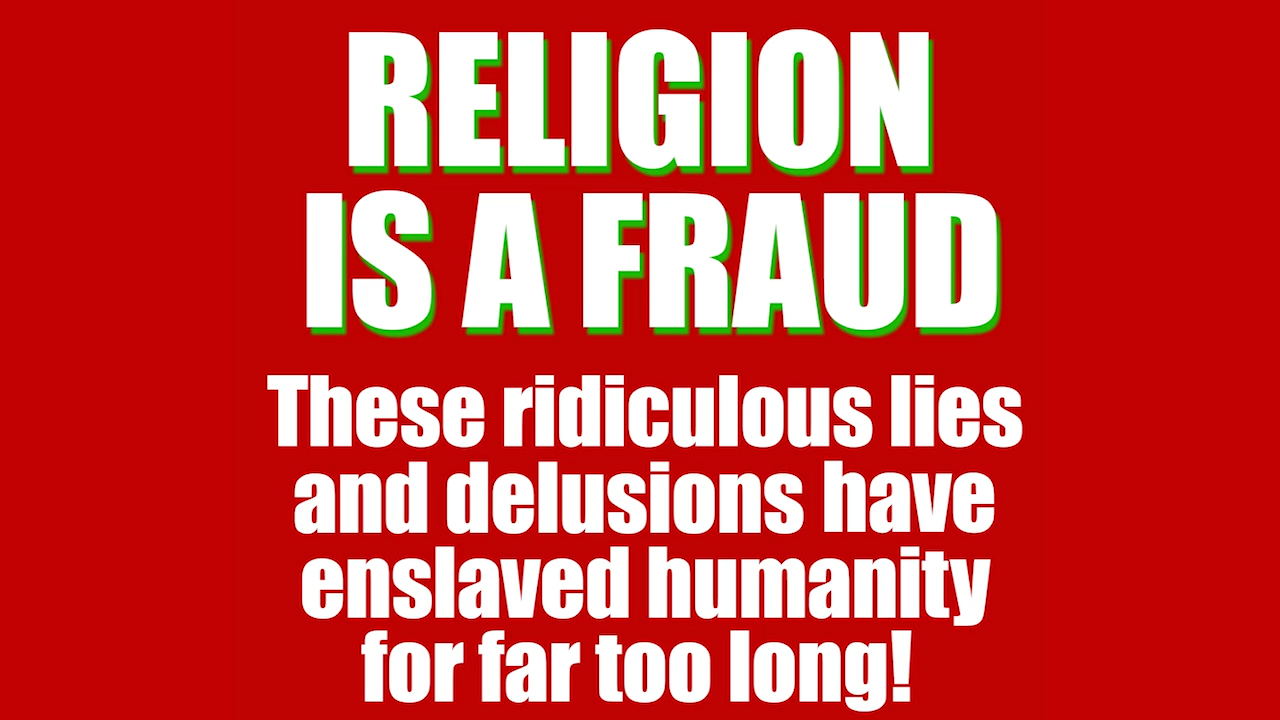 RELIGION
IS A FRAUD
These ridiculous lies
and delusions have
enslaved humanity
for far too long!